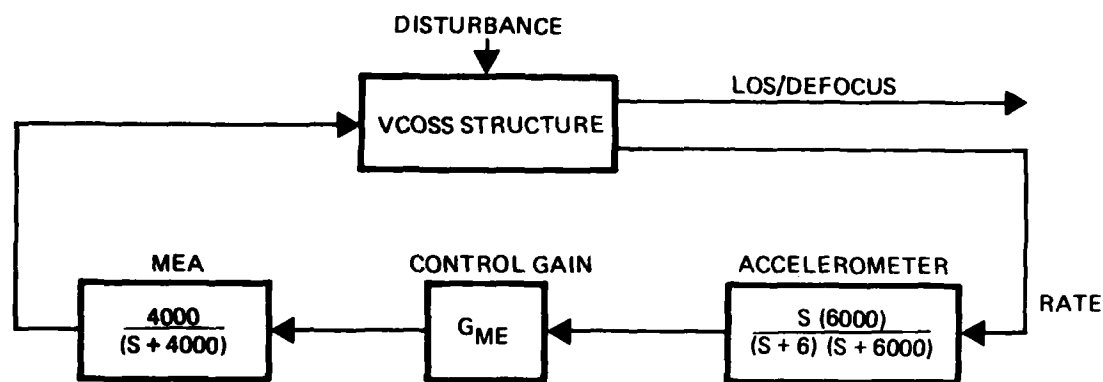 DISTURBANCE
VCOSS STRUCTURE
LOS/DEFOCUS
MEA
CONTROL GAIN
ACCELEROMETER
RATE
4000
(S + 4000)
G_ME
S (6000)
(S + 6) (S + 6000)